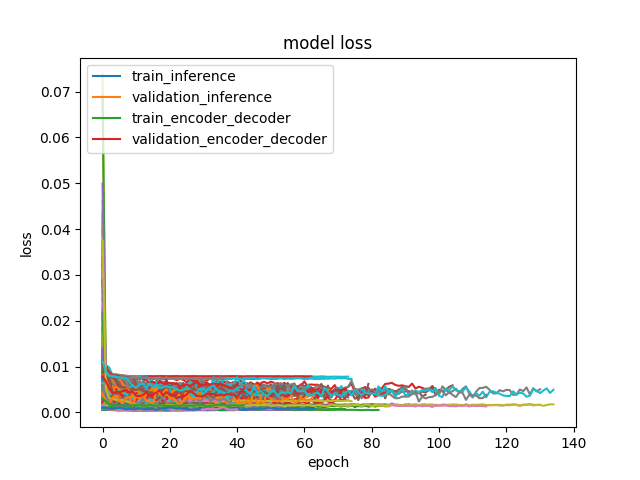 model loss
train_inference
validation_inference
train_encoder_decoder
validation_encoder_decoder
0.07
0.06
0.05
0.04
0.03
0.02
0.01
0.00
loss
0 20 40 60 80 100 120 140
epoch